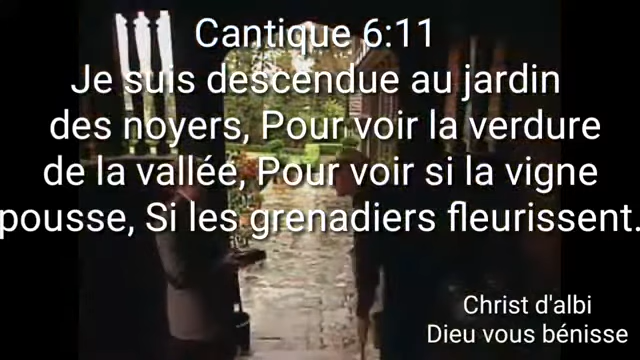 Cantique 6:11
Je suis descendue au jardin
des noyers, Pour voir la verdure
de la vallée, Pour voir si la vigne
pousse, Si les grenadiers fleurissent.
Christ d'albi
Dieu vous bénisse